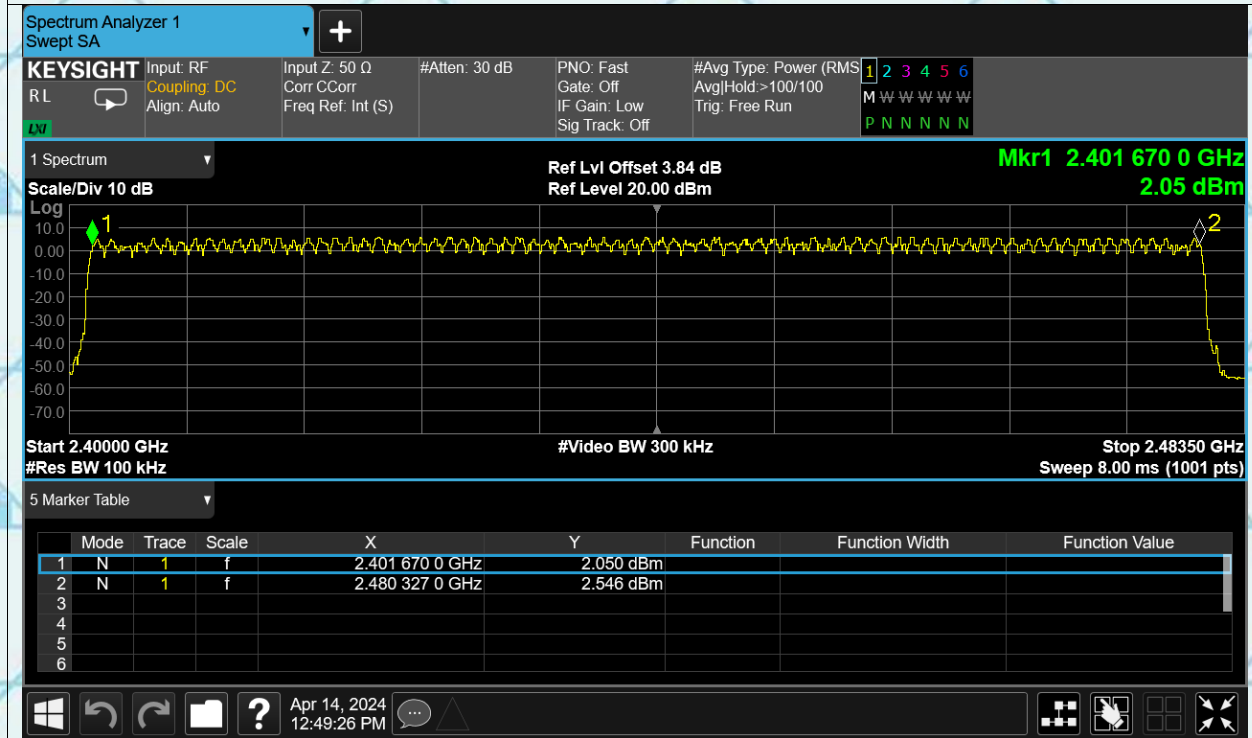 Spectrum Analyzer 1
Swept SA
+
KEYSIGHT
RL
LXI
Input: RF
Coupling: DC
Align: Auto
Input Z: 50 Ω
Corr CCorr
Freq Ref: Int (S)
#Atten: 30 dB
PNO: Fast
Gate: Off
IF Gain: Low
Sig Track: Off
#Avg Type: Power (RMS
Avg|Hold:>100/100
Trig: Free Run
1 2 3 4 5 6
M W W W W W
P N N N N N
1 Spectrum
Scale/Div 10 dB
Ref Lvl Offset 3.84 dB
Ref Level 20.00 dBm
Mkr1 2.401 670 0 GHz
2.05 dBm
Log
10.0
0.00
-10.0
-20.0
-30.0
-40.0
-50.0
-60.0
-70.0
1
2
Start 2.40000 GHz
#Res BW 100 kHz
#Video BW 300 kHz
Stop 2.48350 GHz
Sweep 8.00 ms (1001 pts)
5 Marker Table
Mode Trace Scale X Y Function Function Width Function Value
1 N 1 f 2.401 670 0 GHz 2.050 dBm
2 N 1 f 2.480 327 0 GHz 2.546 dBm
3
4
5
6
?
Apr 14, 2024
12:49:26 PM